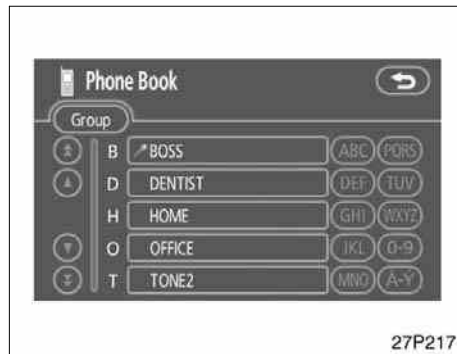 Phone Book
Group
B BOSS ABC PQRS
D DENTIST DEF TUV
H HOME GHI WXYZ
O OFFICE JKL 0-9
T TONE2 MNO À-Ý
27P217